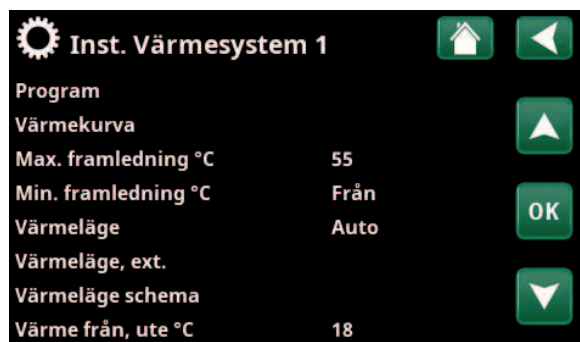 Inst. Värmesystem 1
Program
Värmekurva
Max. framledning °C 55
Min. framledning °C Från
Värmeläge Auto
OK
Värmeläge, ext.
Värmeläge schema
Värme från, ute °C 18